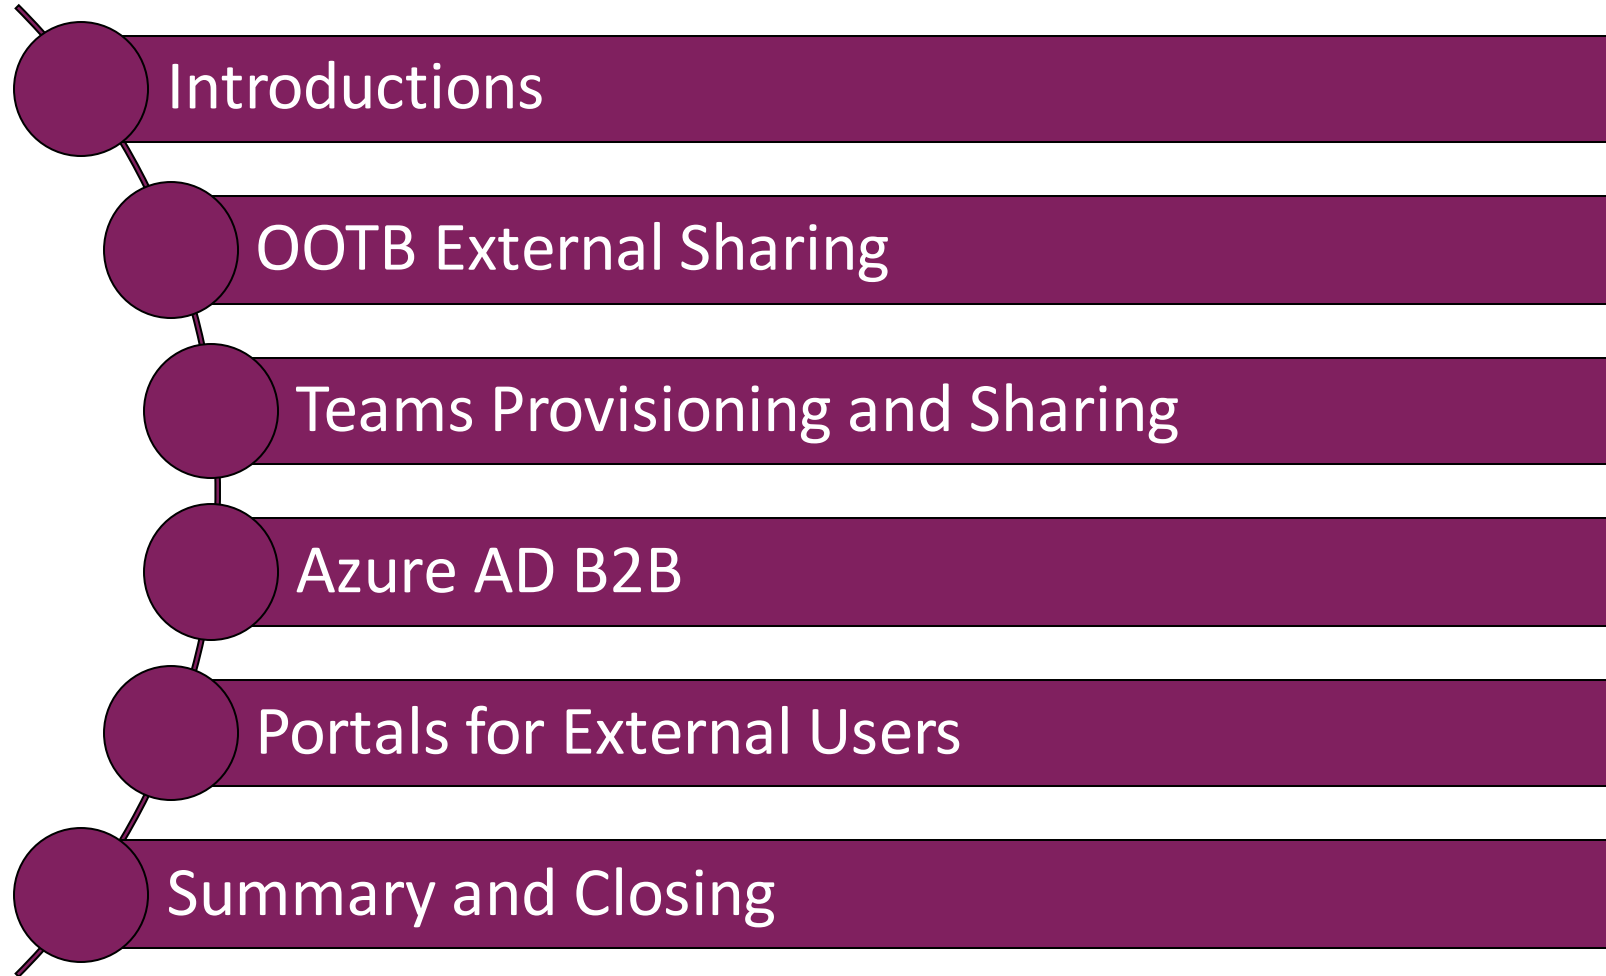 Introductions
OOTB External Sharing
Teams Provisioning and Sharing
Azure AD B2B
Portals for External Users
Summary and Closing